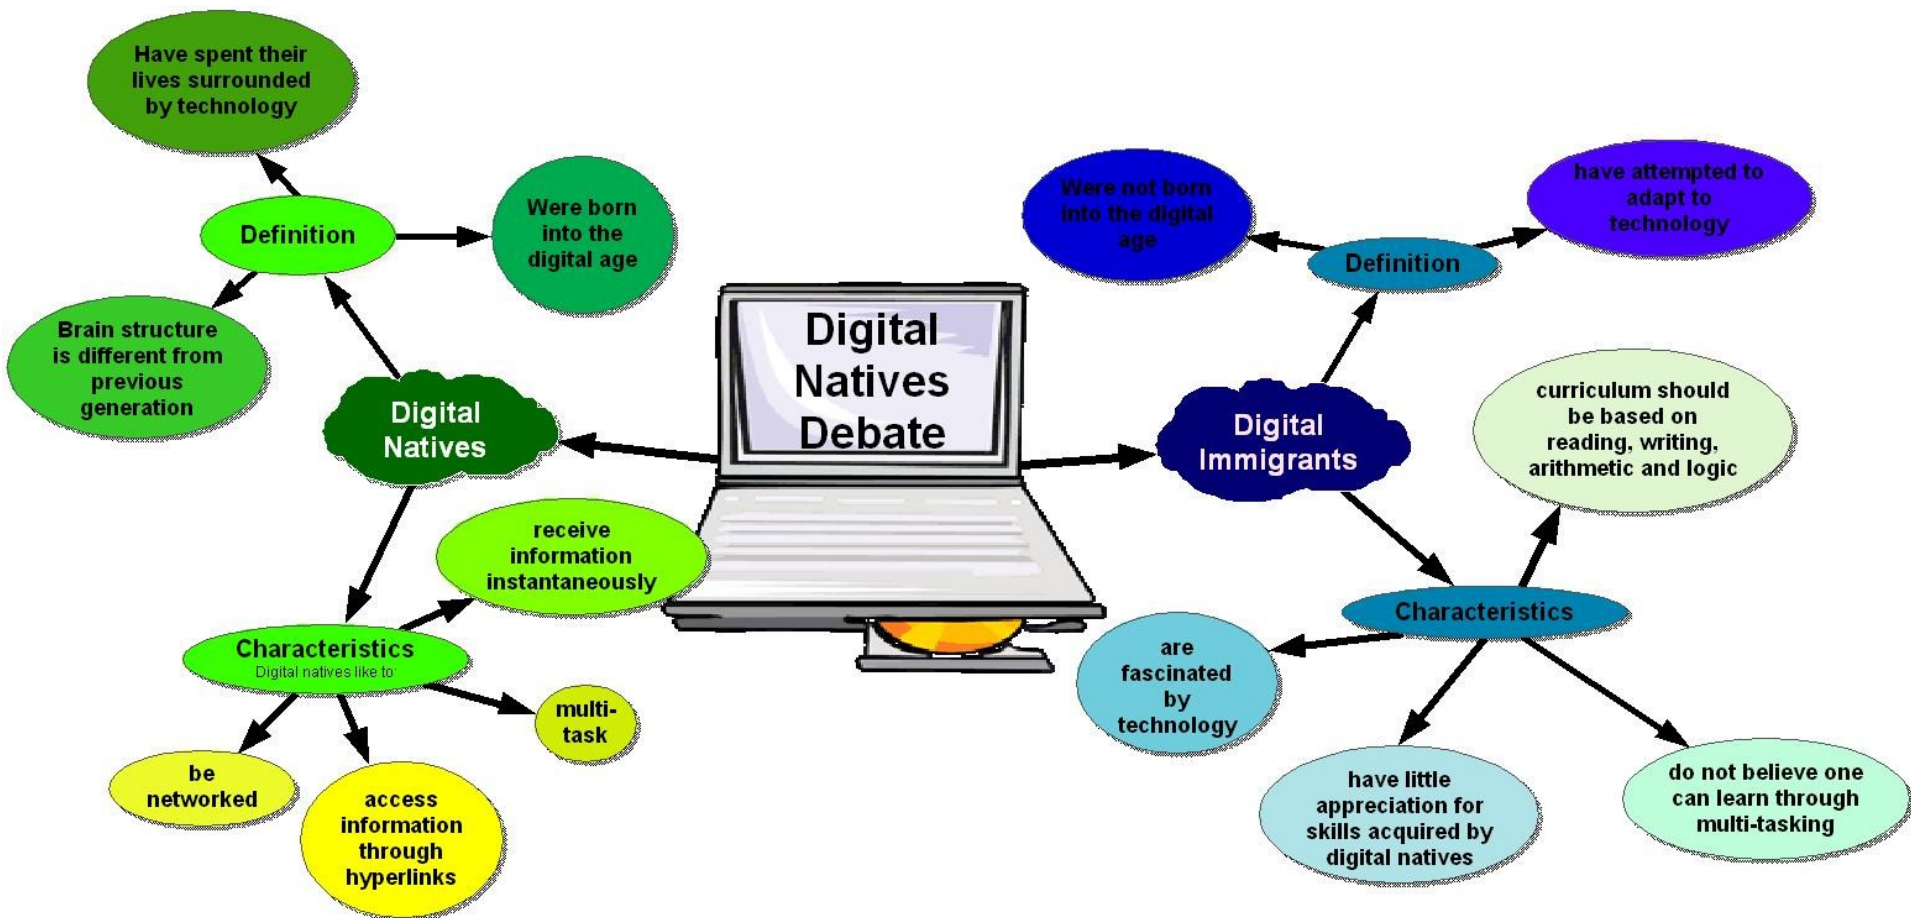 Have spent their
lives surrounded
by technology
Definition
Were born
into the
digital age
Brain structure
is different from
previous
generation
Digital
Natives
receive
information
instantaneously
Characteristics
Digital natives like to:
multi-
task
be
networked
access
information
through
hyperlinks
Digital
Natives
Debate
Were not born
into the digital
age
have attempted to
adapt to
technology
Definition
Digital
Immigrants
curriculum should
be based on
reading, writing,
arithmetic and logic
Characteristics
are
fascinated
by
technology
have little
appreciation for
skills acquired by
digital natives
do not believe one
can learn through
multi-tasking